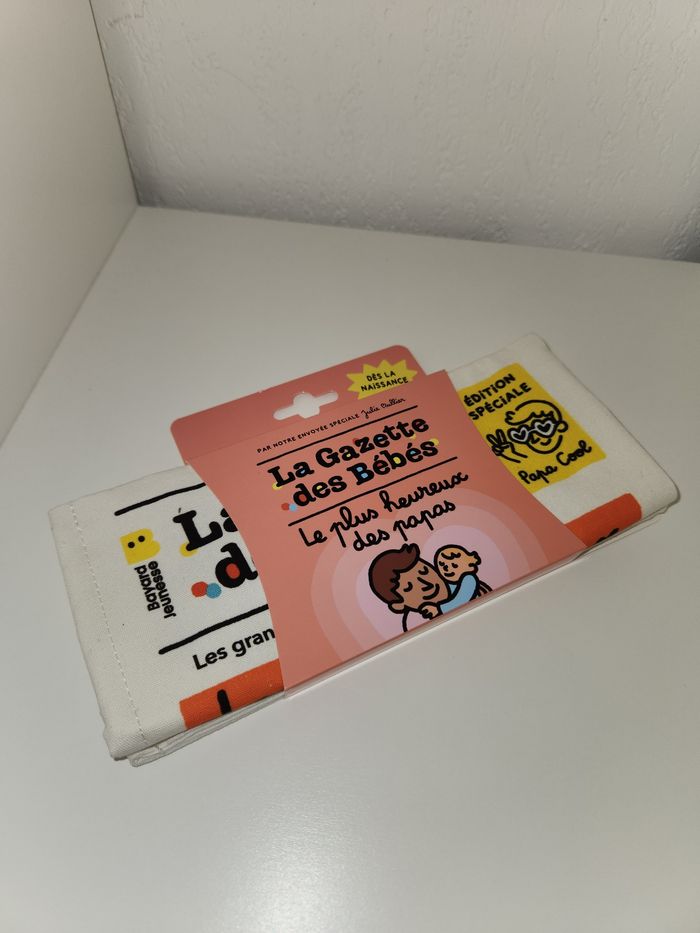 DÈS LA
NAISSANCE
PAR NOTRE ENVOYÉE SPÉCIALE
La Gazette
des Bébés
Le plus heureux
des papas
ÉDITION
SPÉCIALE
Papa Cool
Bayard
Jeunesse
La
d
Les gran